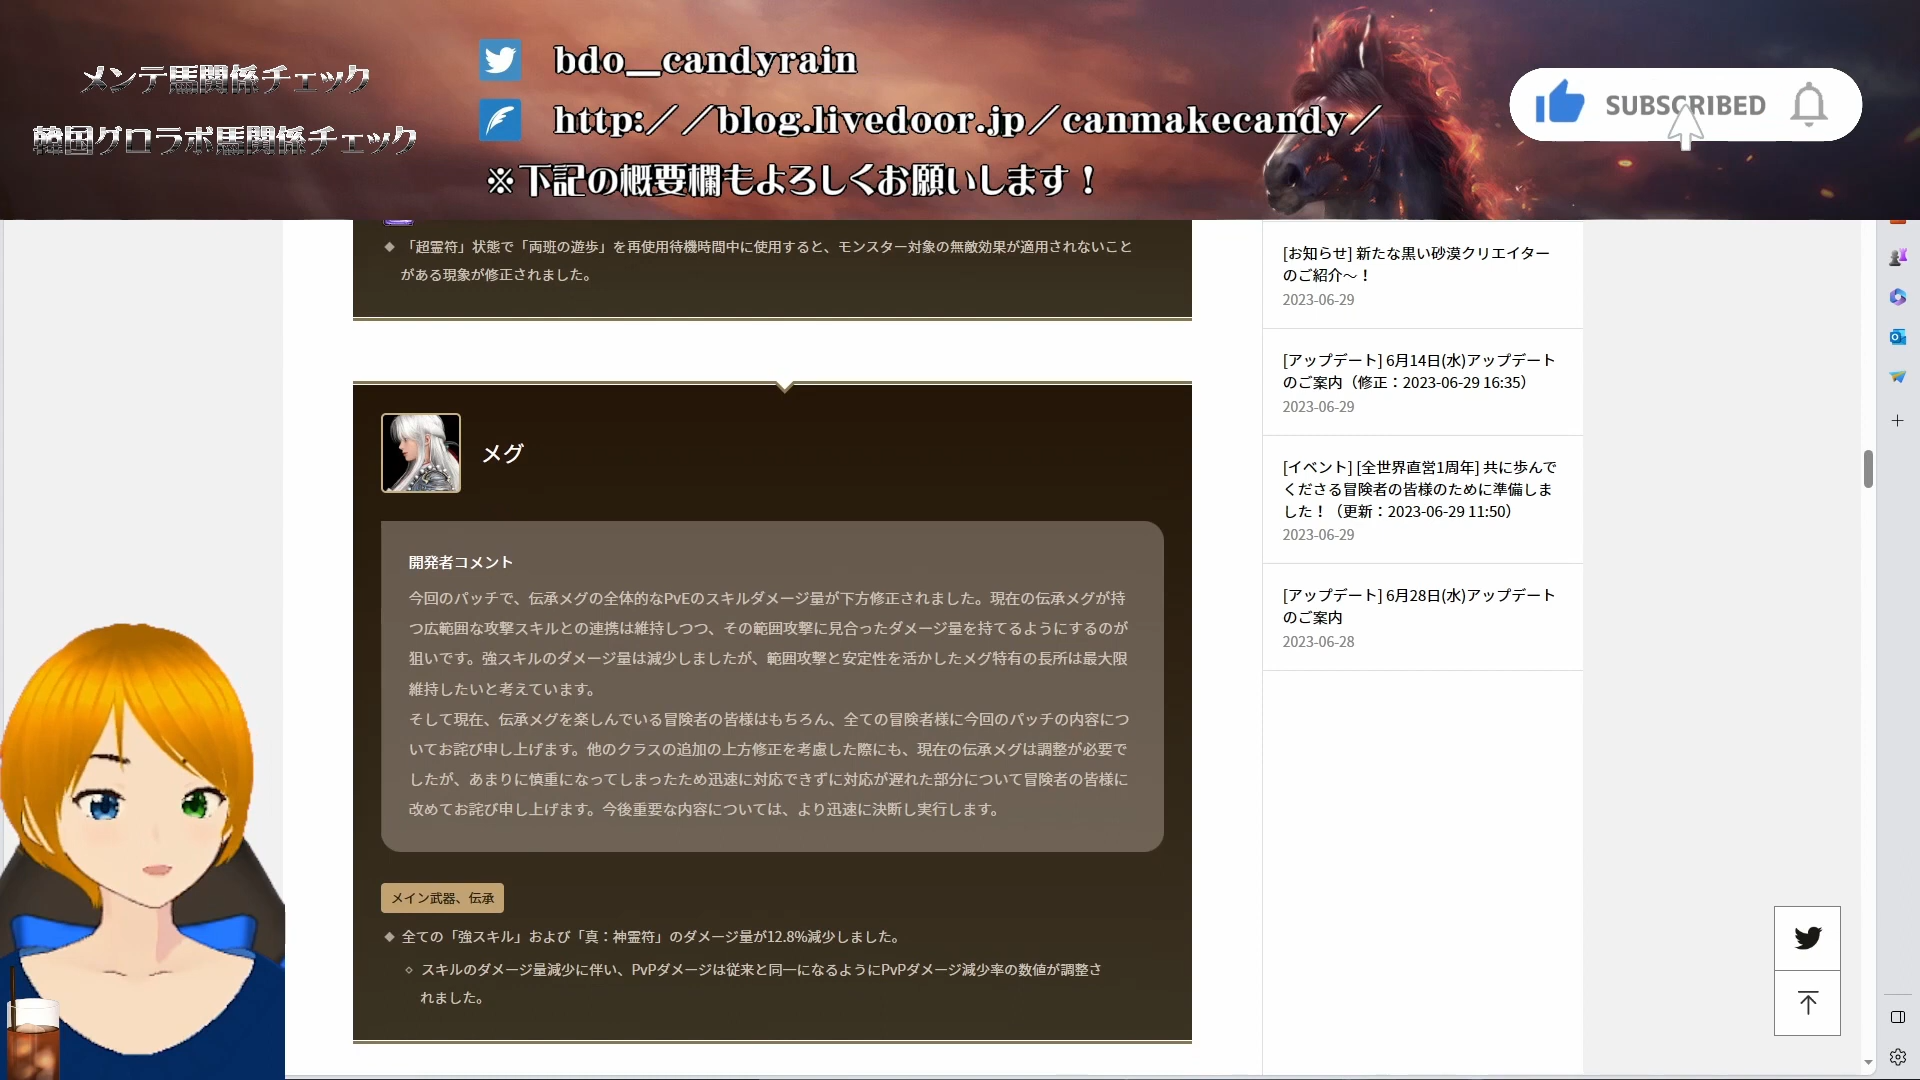 メンテ馬関係チェック
韓国グロラボ馬関係チェック
bdo__candyrain
http://blog.livedoor.jp/canmakecandy/
※下記の概要欄もよろしくお願いします！
SUBSCRIBED
◆ 「超霊符」状態で「両班の遊歩」を再使用待機時間中に使用すると、モンスター対象の無敵効果が適用されないこと
がある現象が修正されました。
メグ
開発者コメント
今回のパッチで、伝承メグの全体的なPvEのスキルダメージ量が下方修正されました。現在の伝承メグが持
つ広範囲な攻撃スキルとの連携は維持しつつ、その範囲攻撃に見合ったダメージ量を持てるようにするのが
狙いです。強スキルのダメージ量は減少しましたが、範囲攻撃と安定性を活かしたメグ特有の長所は最大限
維持したいと考えています。
そして現在、伝承メグを楽しんでいる冒険者の皆様はもちろん、全ての冒険者様に今回のパッチの内容につ
いてお詫び申し上げます。他のクラスの追加の上方修正を考慮した際にも、現在の伝承メグは調整が必要で
したが、あまりに慎重になってしまったため迅速に対応できずに対応が遅れた部分について冒険者の皆様に
改めてお詫び申し上げます。今後重要な内容については、より迅速に決断し実行します。
メイン武器、伝承
◆ 全ての「強スキル」および「真：神霊符」のダメージ量が12.8%減少しました。
◇ スキルのダメージ量減少に伴い、PvPダメージは従来と同一になるようにPvPダメージ減少率の数値が調整さ
れました。
[お知らせ] 新たな黒い砂漠クリエイター
のご紹介～！
2023-06-29
[アップデート] 6月14日(水)アップデート
のご案内（修正：2023-06-29 16:35）
2023-06-29
[イベント] [全世界直営1周年] 共に歩んで
くださる冒険者の皆様のために準備しま
した！（更新：2023-06-29 11:50）
2023-06-29
[アップデート] 6月28日(水)アップデート
のご案内
2023-06-28